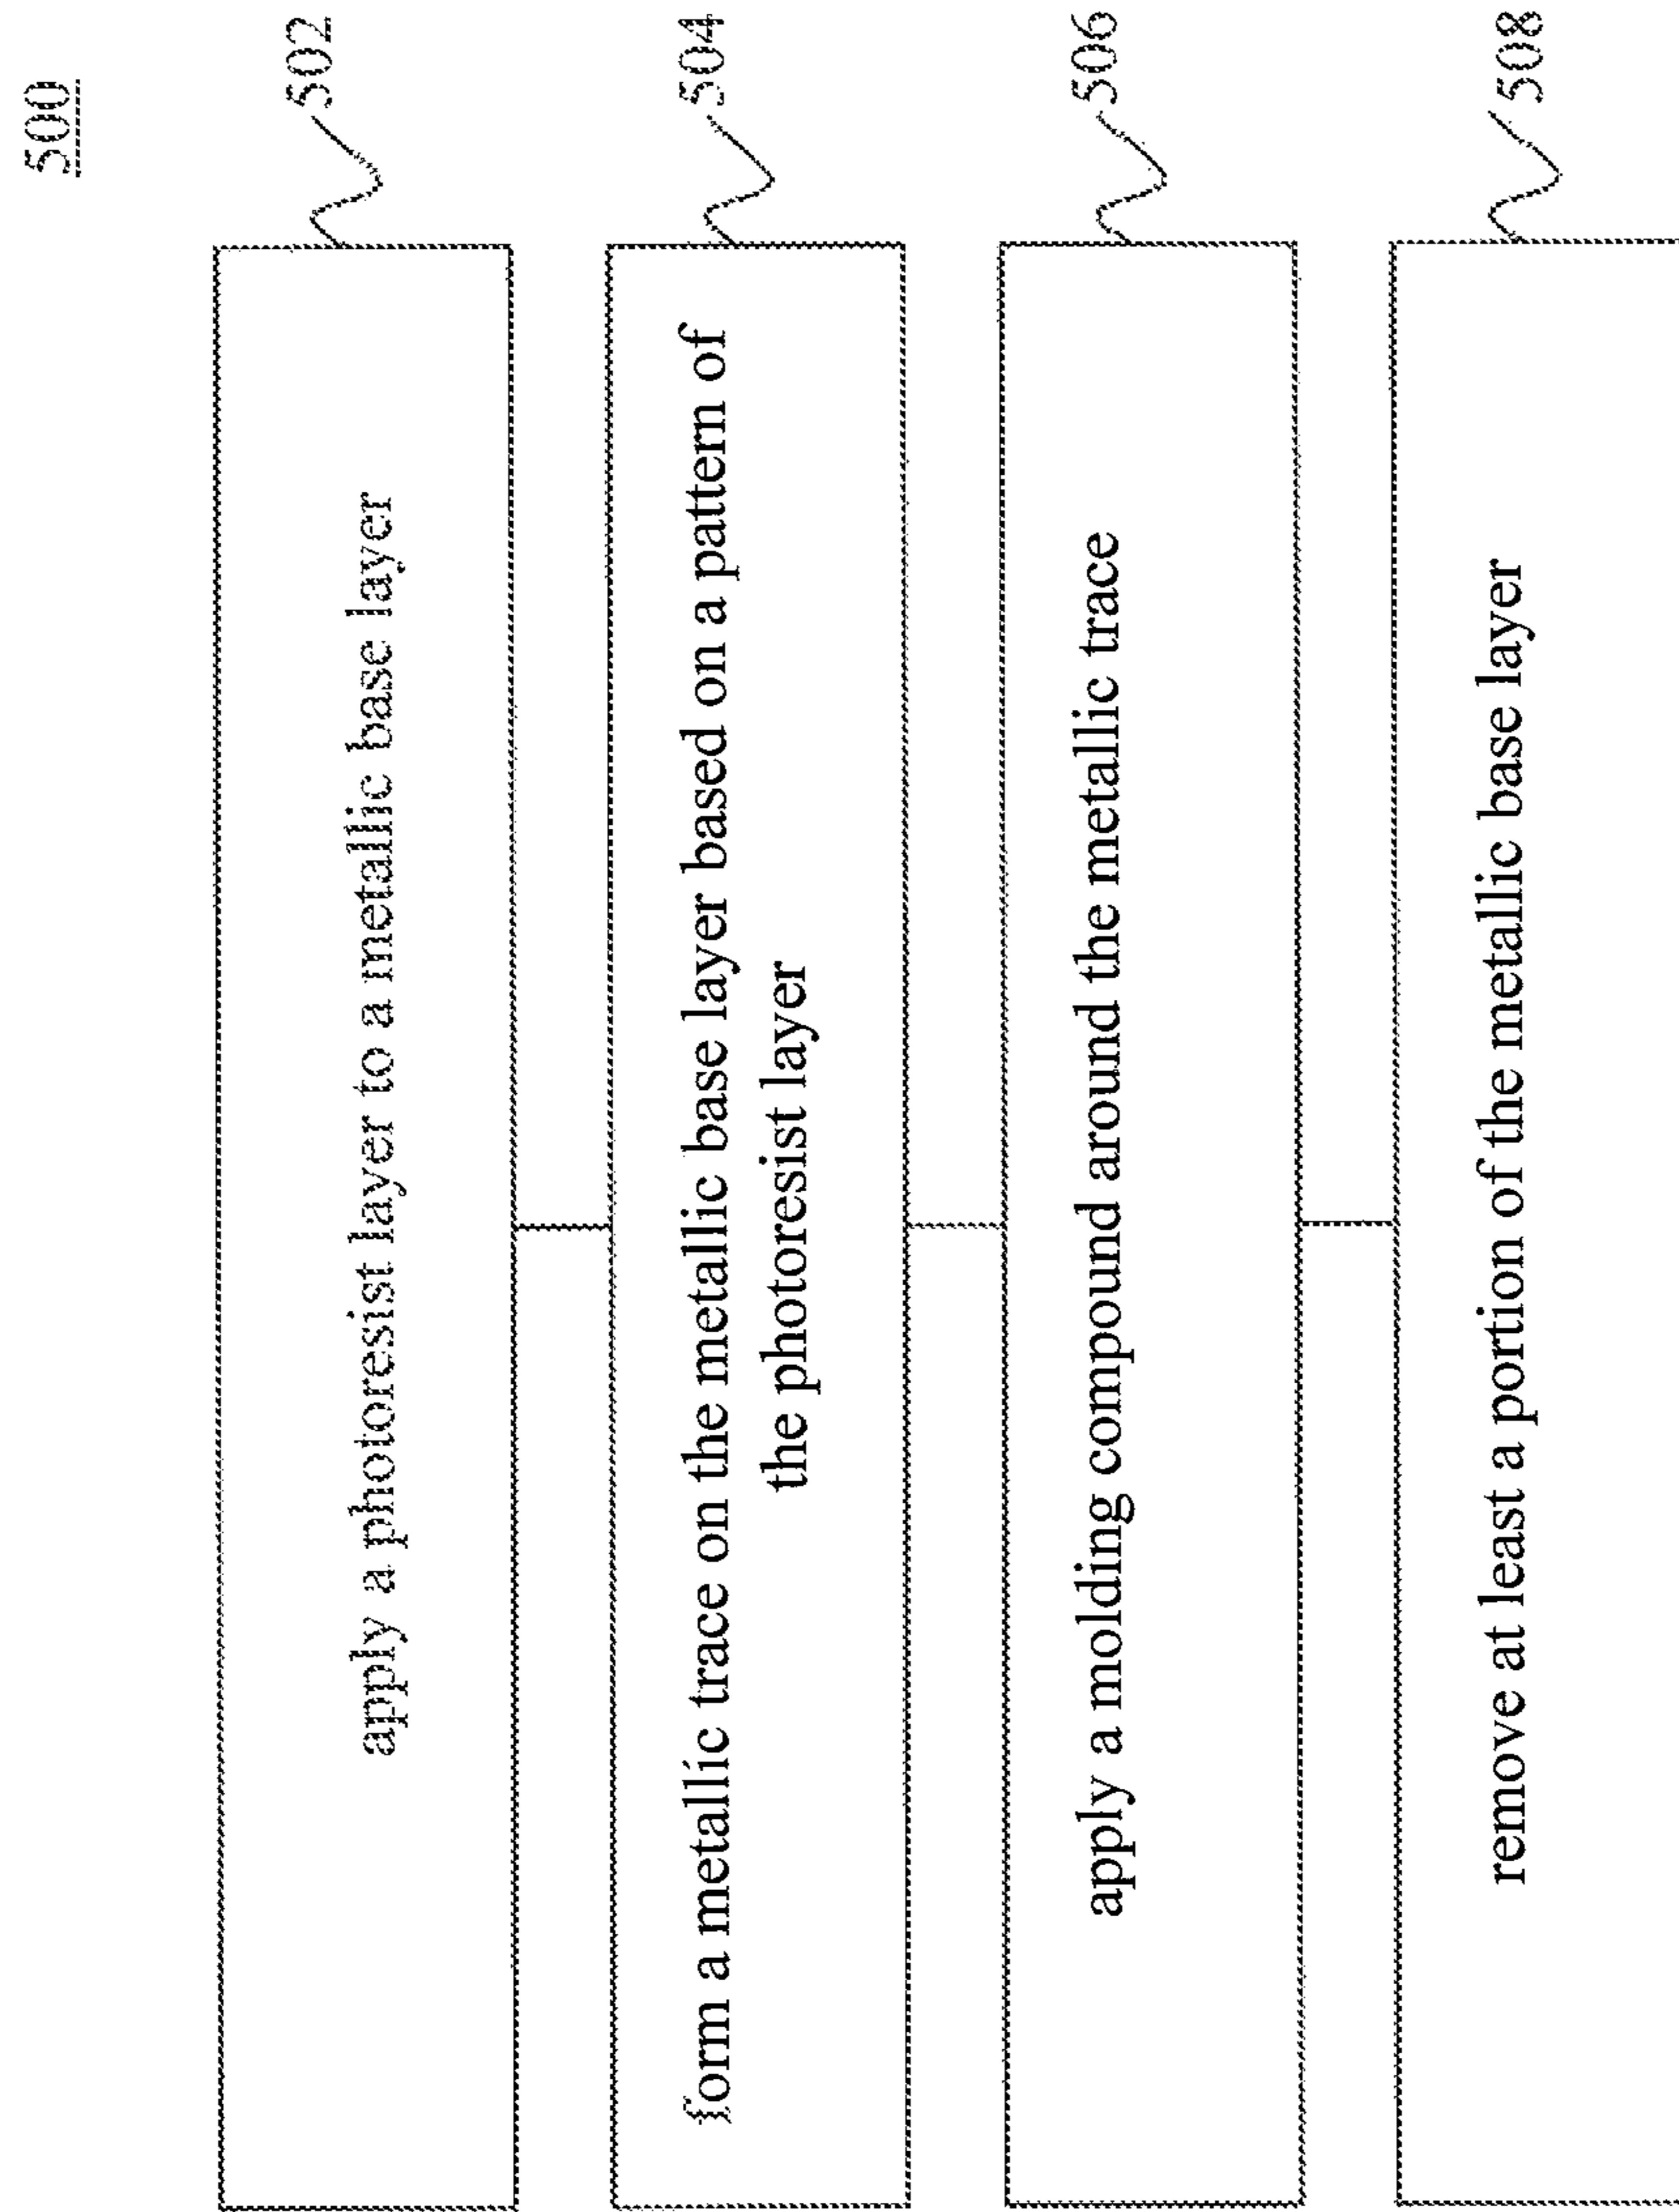 500
apply a photoresist layer to a metallic base layer
502
form a metallic trace on the metallic base layer based on a pattern of
the photoresist layer
504
apply a molding compound around the metallic trace
506
remove at least a portion of the metallic base layer
508